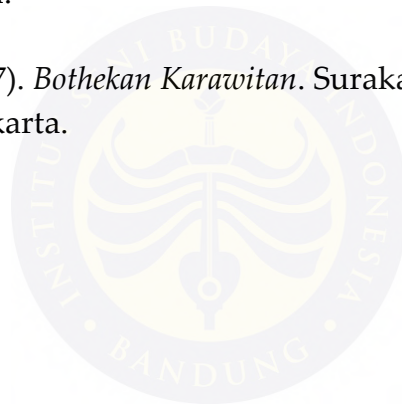 7). Bothekan Karawitan. Suraka
karta.
INSTITUT SENI BUDAYA INDONESIA
BANDUNG